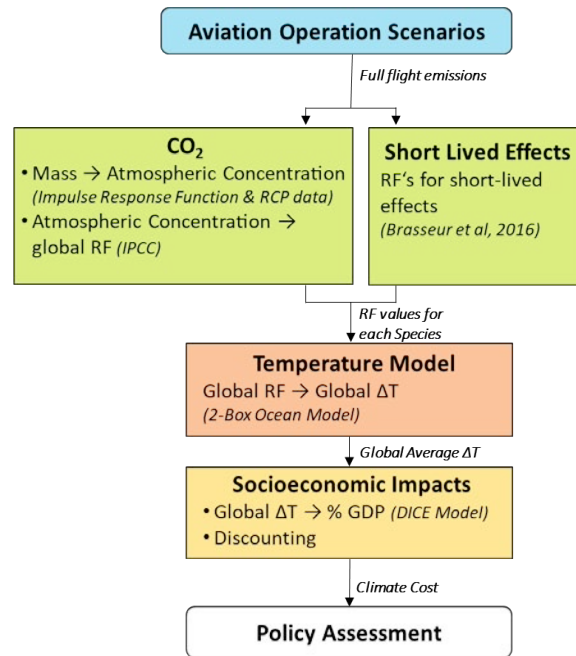 Aviation Operation Scenarios
Full flight emissions
CO₂
• Mass → Atmospheric Concentration
(Impulse Response Function & RCP data)
• Atmospheric Concentration →
global RF (IPCC)
Short Lived Effects
RF‘s for short-lived
effects
(Brasseur et al, 2016)
RF values for
each Species
Temperature Model
Global RF → Global ΔT
(2-Box Ocean Model)
Global Average ΔT
Socioeconomic Impacts
• Global ΔT → % GDP (DICE Model)
• Discounting
Climate Cost
Policy Assessment